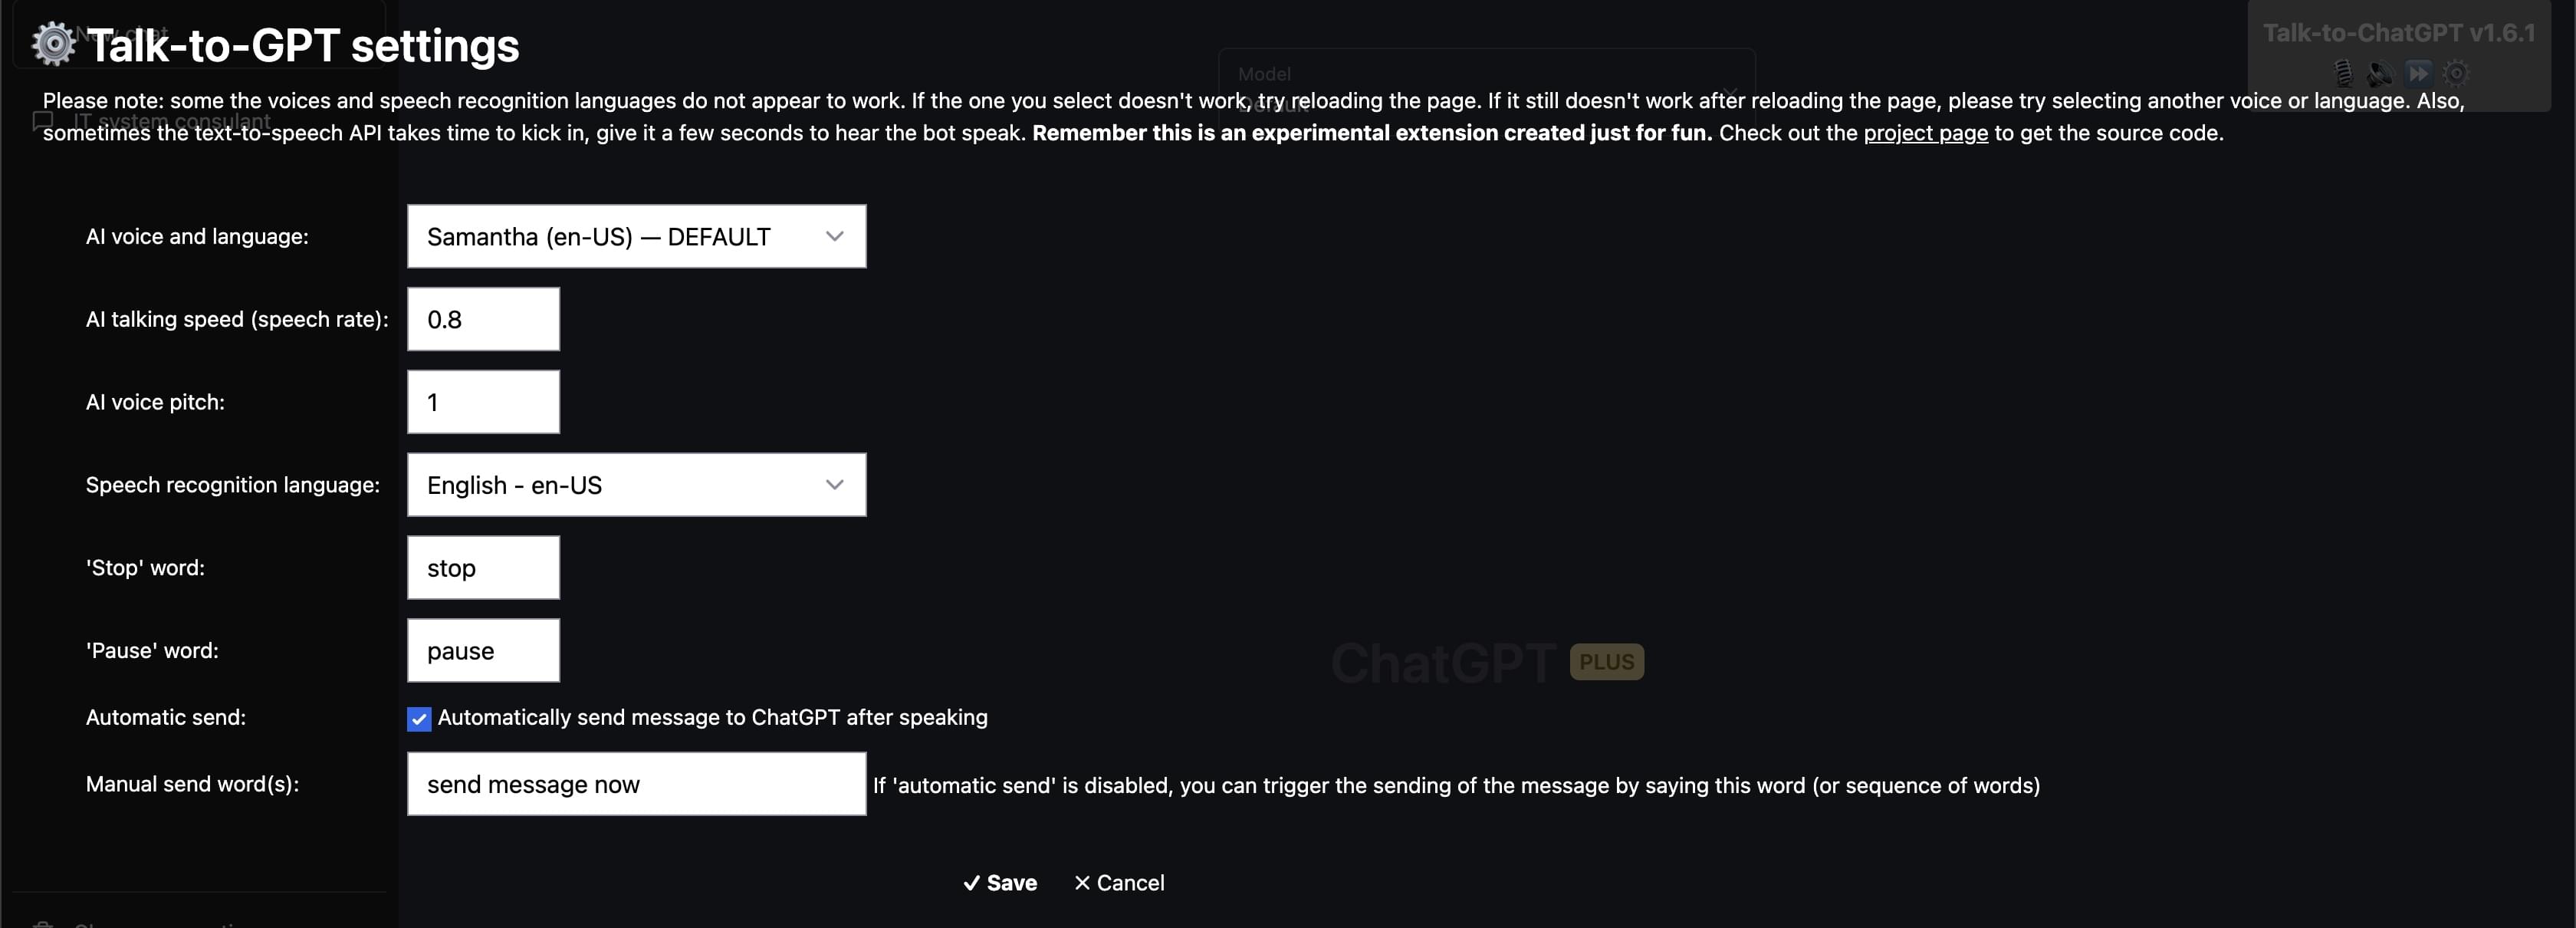 New chat
Talk-to-GPT settings
Talk-to-ChatGPT v1.6.1
Model
Default
Please note: some the voices and speech recognition languages do not appear to work. If the one you select doesn't work, try reloading the page. If it still doesn't work after reloading the page, please try selecting another voice or language. Also,
IT system consulant
sometimes the text-to-speech API takes time to kick in, give it a few seconds to hear the bot speak. Remember this is an experimental extension created just for fun. Check out the project page to get the source code.
AI voice and language:
Samantha (en-US) — DEFAULT
AI talking speed (speech rate):
0.8
AI voice pitch:
1
Speech recognition language:
English - en-US
'Stop' word:
stop
'Pause' word:
pause
ChatGPT PLUS
Automatic send:
Automatically send message to ChatGPT after speaking
Manual send word(s):
send message now
If 'automatic send' is disabled, you can trigger the sending of the message by saying this word (or sequence of words)
✓ Save
✕ Cancel